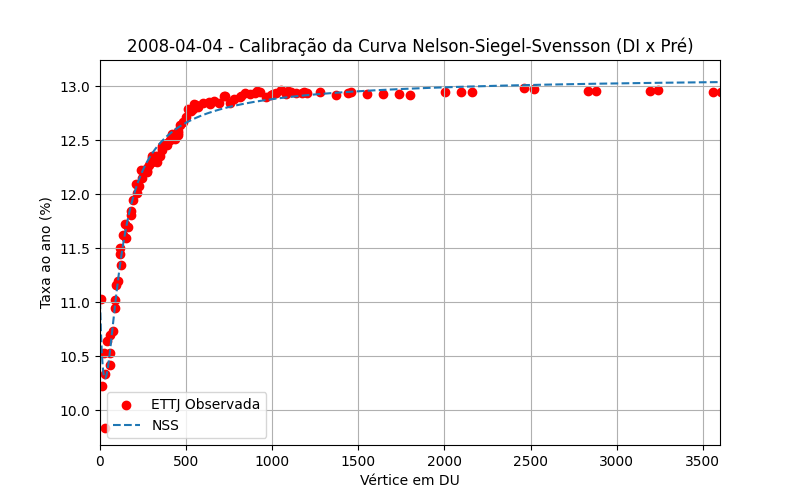 2008-04-04 - Calibração da Curva Nelson-Siegel-Svensson (DI x Pré)
Taxa ao ano (%)
13.0
12.5
12.0
11.5
11.0
10.5
10.0
ETTJ Observada
NSS
0 500 1000 1500 2000 2500 3000 3500
Vértice em DU